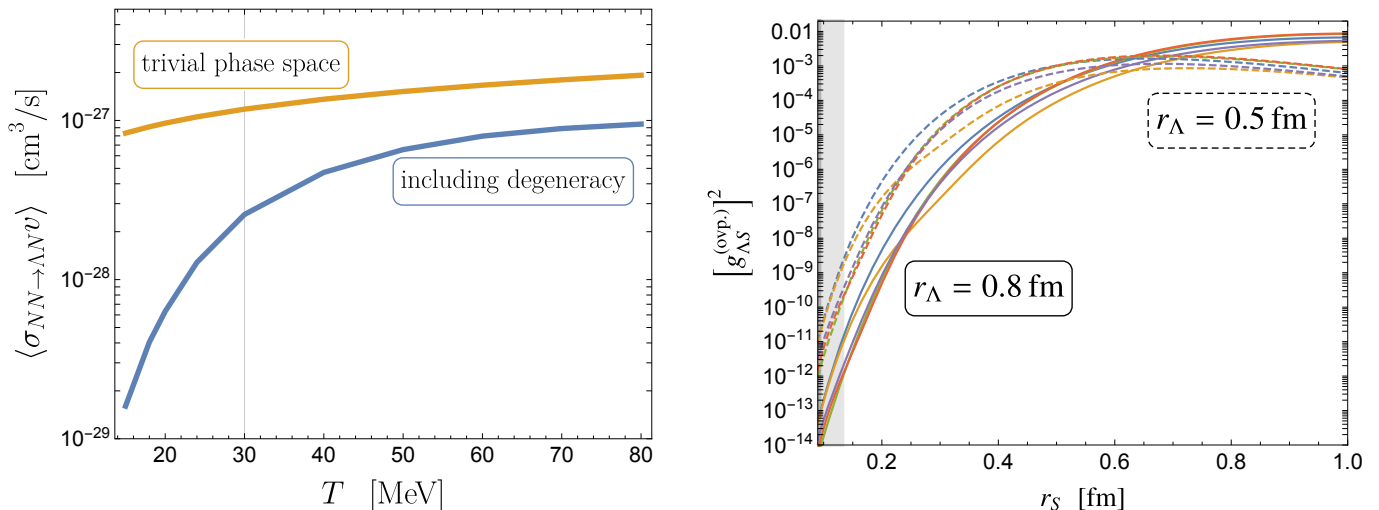 ⟨σ_{NN→ΛN}v⟩ [cm³/s]
10⁻²⁷
10⁻²⁸
10⁻²⁹
trivial phase space
including degeneracy
20 30 40 50 60 70 80
T [MeV]
[g_{ΛS}^{(ovp.)}]²
0.01
10⁻³
10⁻⁴
10⁻⁵
10⁻⁶
10⁻⁷
10⁻⁸
10⁻⁹
10⁻¹⁰
10⁻¹¹
10⁻¹²
10⁻¹³
10⁻¹⁴
r_Λ = 0.5 fm
r_Λ = 0.8 fm
0.2 0.4 0.6 0.8 1.0
r_S [fm]